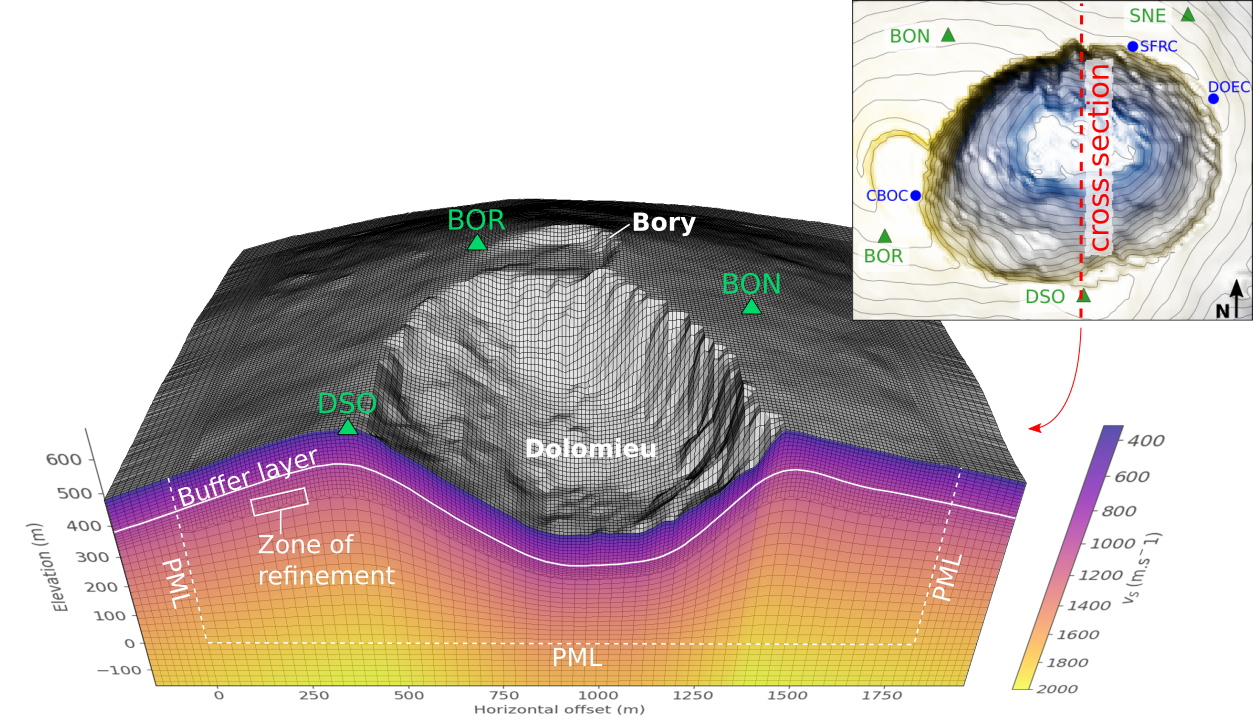 SNE
BON
SFRC
DOEC
cross-section
CBOC
BOR
DSO
N
BOR
Bory
BON
DSO
Dolomieu
Buffer layer
Zone of
refinement
PML
PML
PML
600
500
400
300
200
100
0
−100
Elevation (m)
0
250
500
750
1000
1250
1500
1750
Horizontal offset (m)
400
600
800
1000
1200
1400
1600
1800
2000
vS (m.s−1)